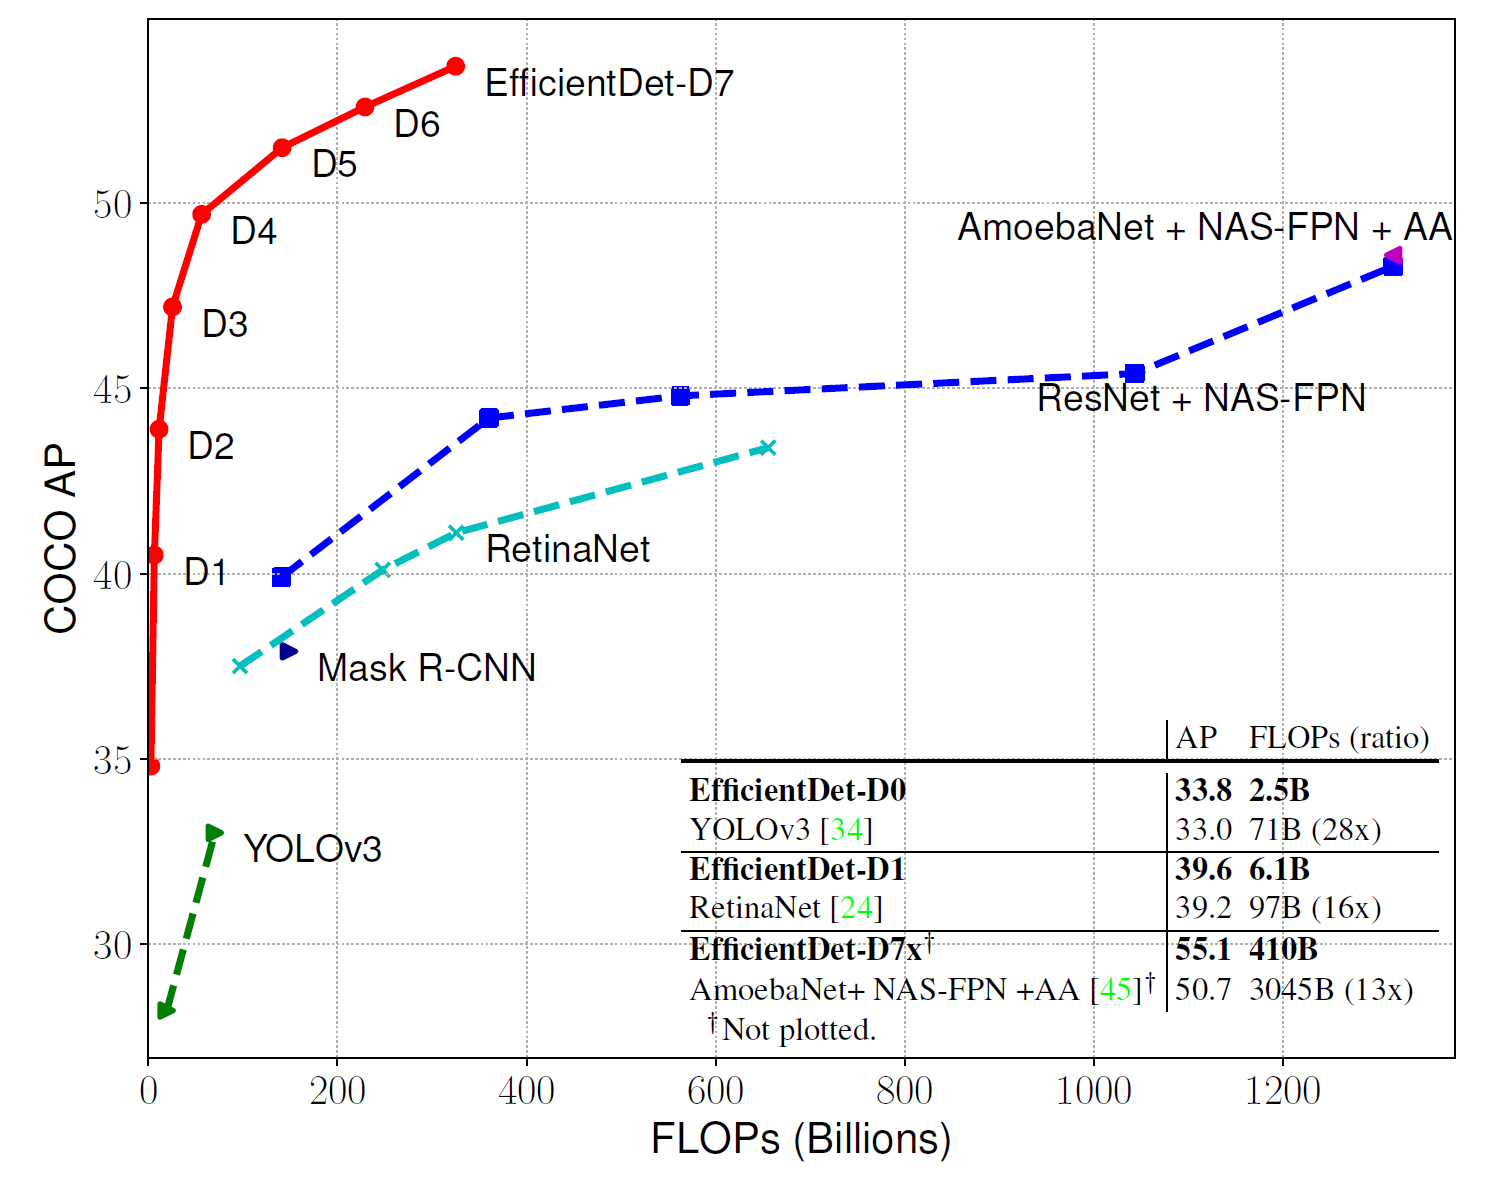 EfficientDet-D7
D6
D5
D4
D3
D2
D1
AmoebaNet + NAS-FPN + AA
ResNet + NAS-FPN
RetinaNet
Mask R-CNN
YOLOv3
50
45
40
35
30
COCO AP
AP FLOPs (ratio)
EfficientDet-D0 33.8 2.5B
YOLOv3 [34] 33.0 71B (28x)
EfficientDet-D1 39.6 6.1B
RetinaNet [24] 39.2 97B (16x)
EfficientDet-D7x† 55.1 410B
AmoebaNet+ NAS-FPN +AA [45]† 50.7 3045B (13x)
†Not plotted.
0 200 400 600 800 1000 1200
FLOPs (Billions)